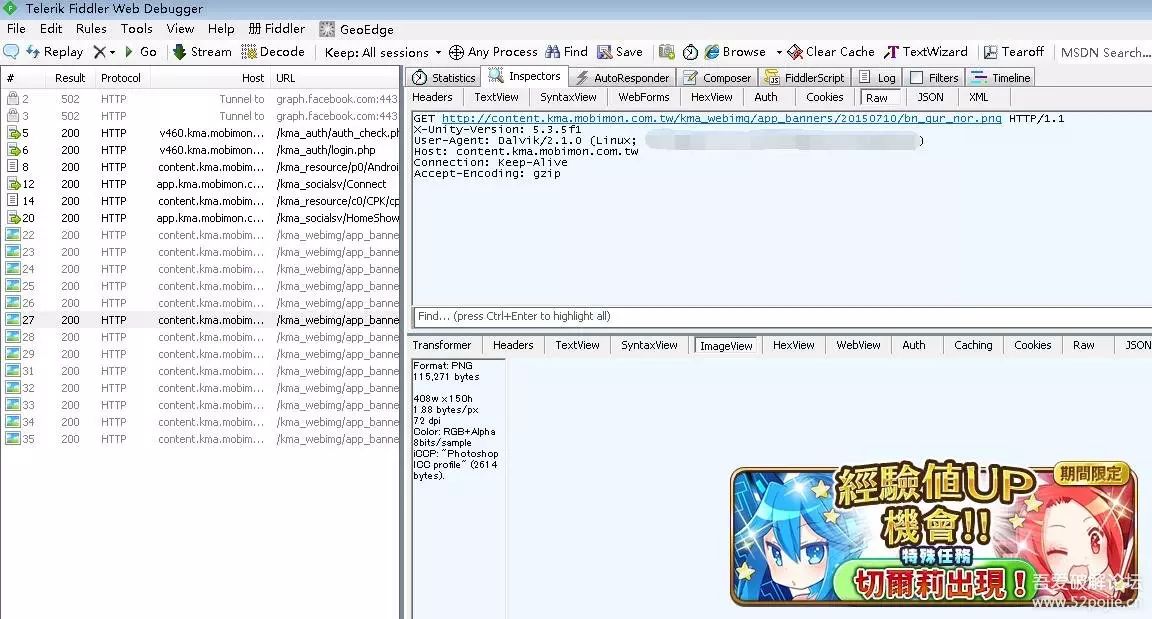 Telerik Fiddler Web Debugger
File Edit Rules Tools View Help Fiddler GeoEdge
Replay Go Stream Decode Keep: All sessions Any Process Find Save Browse Clear Cache TextWizard Tearoff MSDN Search...
# Result Protocol Host URL
2 502 HTTP Tunnel to graph.facebook.com:443
3 502 HTTP Tunnel to graph.facebook.com:443
5 200 HTTP v460.kma.mobimon... /kma_auth/auth_check.ph
6 200 HTTP v460.kma.mobimon... /kma_auth/login.php
8 200 HTTP content.kma.mobim... /kma_resource/p0/Android
12 200 HTTP app.kma.mobimon.c... /kma_socialsv/Connect
14 200 HTTP content.kma.mobim... /kma_resource/c0/CPK/cp
20 200 HTTP app.kma.mobimon.c... /kma_socialsv/HomeShow
22 200 HTTP content.kma.mobim... /kma_webimg/app_banne
23 200 HTTP content.kma.mobim... /kma_webimg/app_banne
24 200 HTTP content.kma.mobim... /kma_webimg/app_banne
25 200 HTTP content.kma.mobim... /kma_webimg/app_banne
26 200 HTTP content.kma.mobim... /kma_webimg/app_banne
27 200 HTTP content.kma.mobim... /kma_webimg/app_banne
28 200 HTTP content.kma.mobim... /kma_webimg/app_banne
29 200 HTTP content.kma.mobim... /kma_webimg/app_banne
31 200 HTTP content.kma.mobim... /kma_webimg/app_banne
32 200 HTTP content.kma.mobim... /kma_webimg/app_banne
33 200 HTTP content.kma.mobim... /kma_webimg/app_banne
34 200 HTTP content.kma.mobim... /kma_webimg/app_banne
35 200 HTTP content.kma.mobim... /kma_webimg/app_banne
Statistics Inspectors AutoResponder Composer FiddlerScript Log Filters Timeline
Headers TextView SyntaxView WebForms HexView Auth Cookies Raw JSON XML
GET http://content.kma.mobimon.com.tw/kma_webimg/app_banners/20150710/bn_qur_nor.png HTTP/1.1
X-Unity-Version: 5.3.5f1
User-Agent: Dalvik/2.1.0 (Linux; )
Host: content.kma.mobimon.com.tw
Connection: Keep-Alive
Accept-Encoding: gzip
Find... (press Ctrl+Enter to highlight all)
Transformer Headers TextView SyntaxView ImageView HexView WebView Auth Caching Cookies Raw JSON
Format: PNG
115,271 bytes
408w x 150h
1.88 bytes/px
72 dpi
Color: RGB+Alpha
8bits/sample
iCCP: "Photoshop
ICC profile" (2614
bytes).
期間限定
經驗值UP
機會!!
特殊任務
切爾莉出現！
吾爱破解论坛
www.52pojie.cn